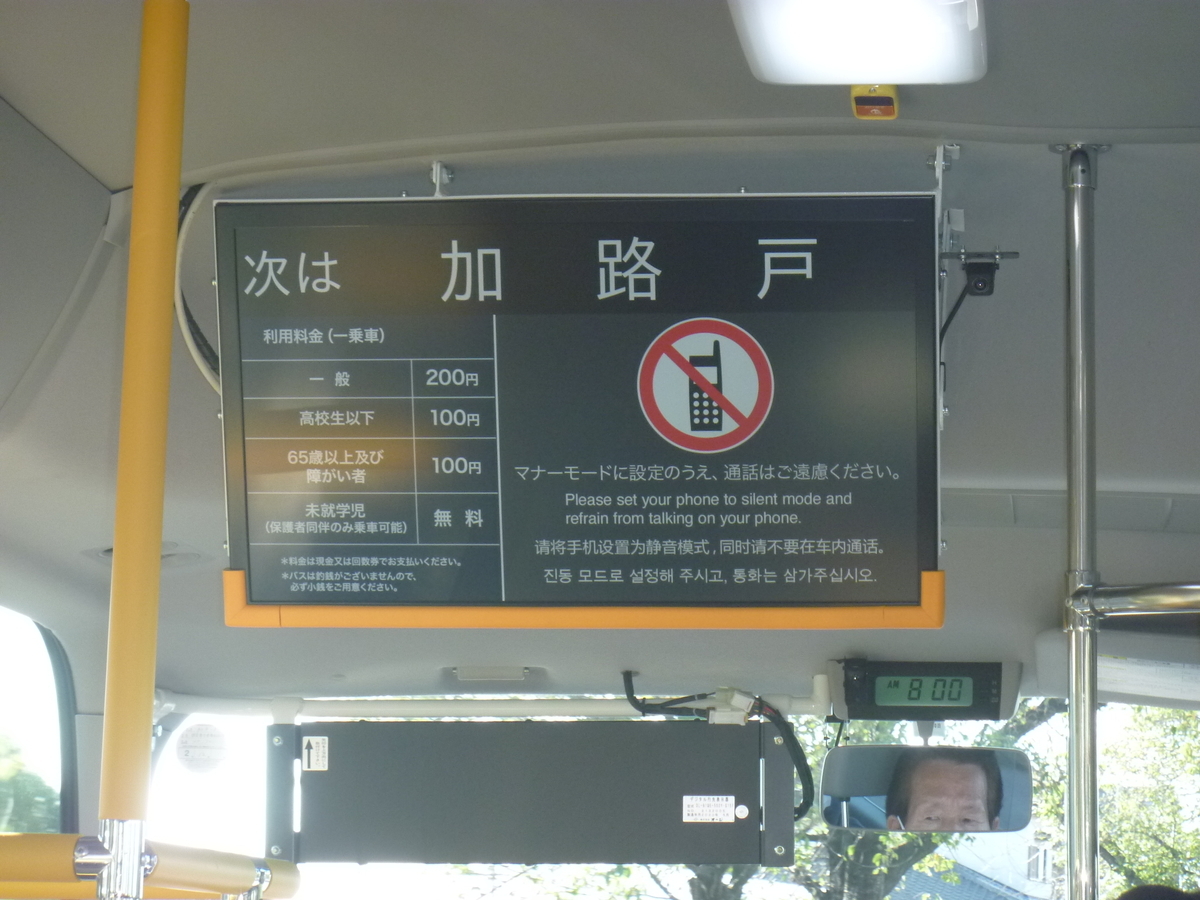 次は 加 路 戸
利用料金(一乗車)
一 般 200円
高校生以下 100円
65歳以上及び
障がい者 100円
未就学児
(保護者同伴のみ乗車可能) 無 料
*料金は現金又は回数券でお支払いください。
*バスは釣銭がございませんので、
必ず小銭をご用意ください。
マナーモードに設定のうえ、通話はご遠慮ください。
Please set your phone to silent mode and
refrain from talking on your phone.
请将手机设置为静音模式,同时请不要在车内通话。
진동 모드로 설정해 주시고, 통화는 삼가주십시오.
AM 8:00